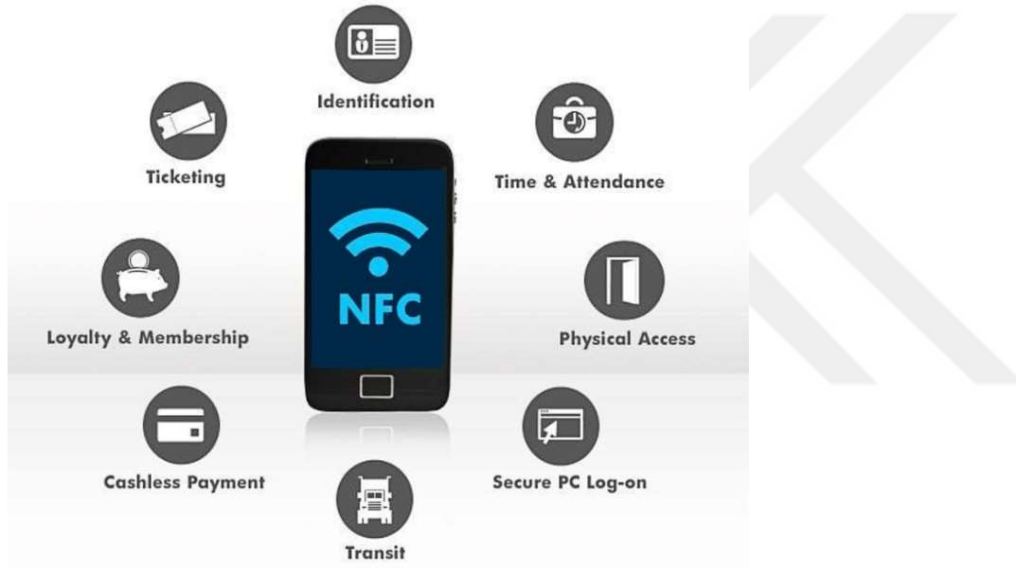 Identification
Ticketing
Time & Attendance
NFC
Loyalty & Membership
Physical Access
Cashless Payment
Secure PC Log-on
Transit